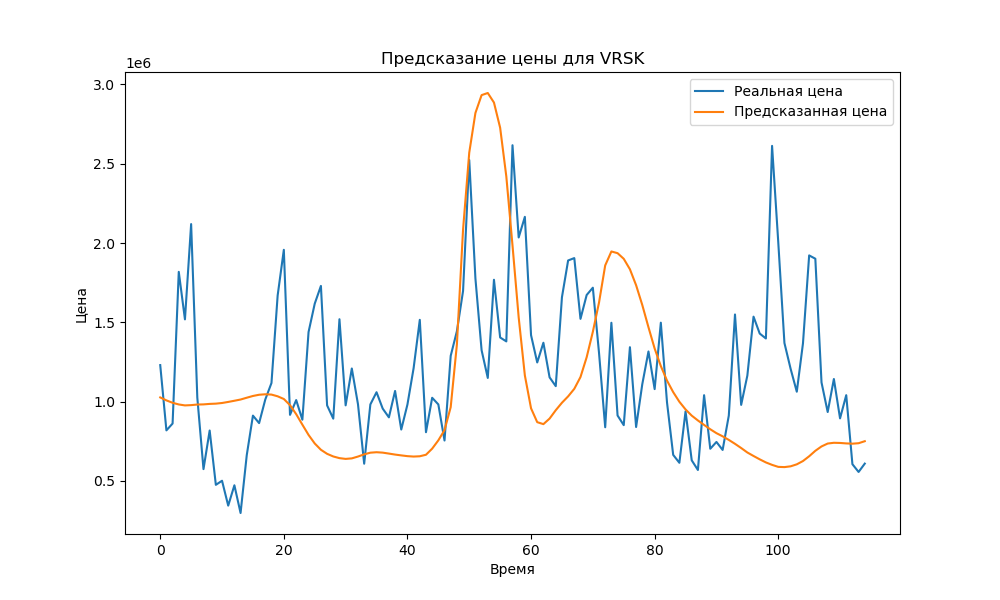 Предсказание цены для VRSK
1e6
3.0
2.5
2.0
1.5
1.0
0.5
Цена
Реальная цена
Предсказанная цена
0 20 40 60 80 100
Время